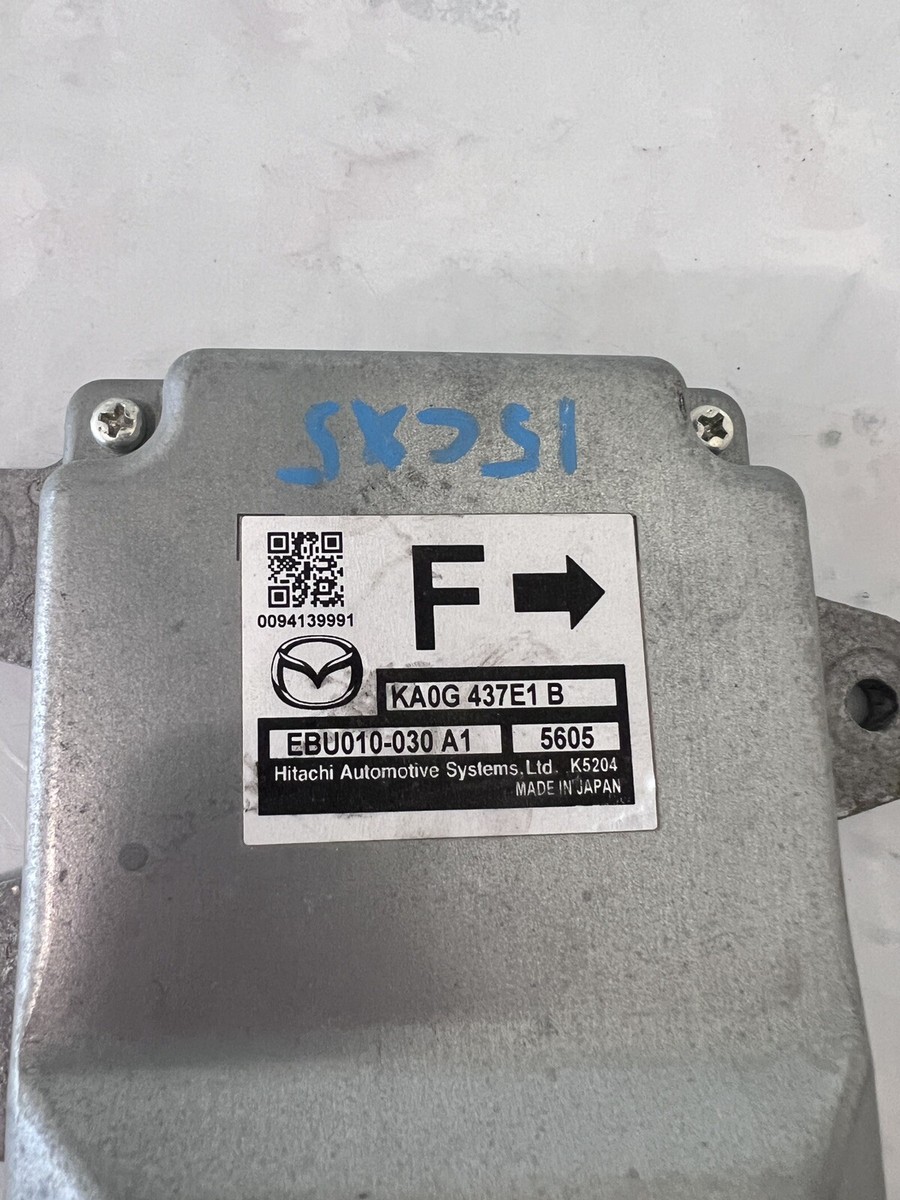 15CX5
0094139991
F
KA0G 437E1 B
EBU010-030 A1 5605
Hitachi Automotive Systems,Ltd. K5204
MADE IN JAPAN